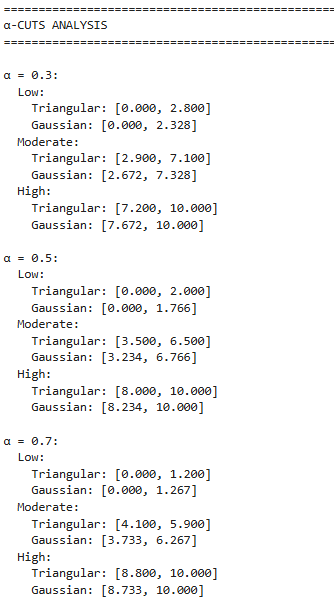 ================================================
α-CUTS ANALYSIS
================================================
α = 0.3:
  Low:
    Triangular: [0.000, 2.800]
    Gaussian: [0.000, 2.328]
  Moderate:
    Triangular: [2.900, 7.100]
    Gaussian: [2.672, 7.328]
  High:
    Triangular: [7.200, 10.000]
    Gaussian: [7.672, 10.000]
α = 0.5:
  Low:
    Triangular: [0.000, 2.000]
    Gaussian: [0.000, 1.766]
  Moderate:
    Triangular: [3.500, 6.500]
    Gaussian: [3.234, 6.766]
  High:
    Triangular: [8.000, 10.000]
    Gaussian: [8.234, 10.000]
α = 0.7:
  Low:
    Triangular: [0.000, 1.200]
    Gaussian: [0.000, 1.267]
  Moderate:
    Triangular: [4.100, 5.900]
    Gaussian: [3.733, 6.267]
  High:
    Triangular: [8.800, 10.000]
    Gaussian: [8.733, 10.000]